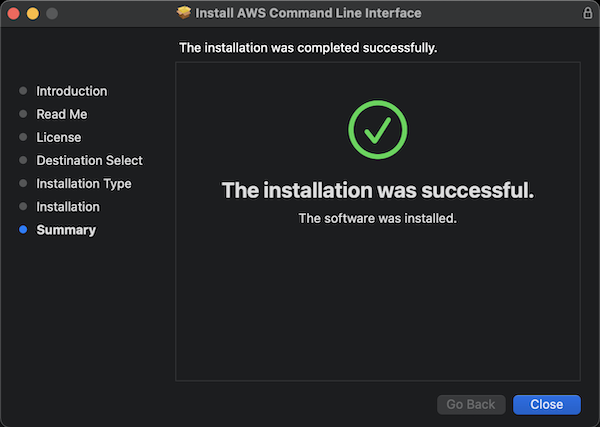 Install AWS Command Line Interface
The installation was completed successfully.
Introduction
Read Me
License
Destination Select
Installation Type
Installation
Summary
The installation was successful.
The software was installed.
Go Back
Close